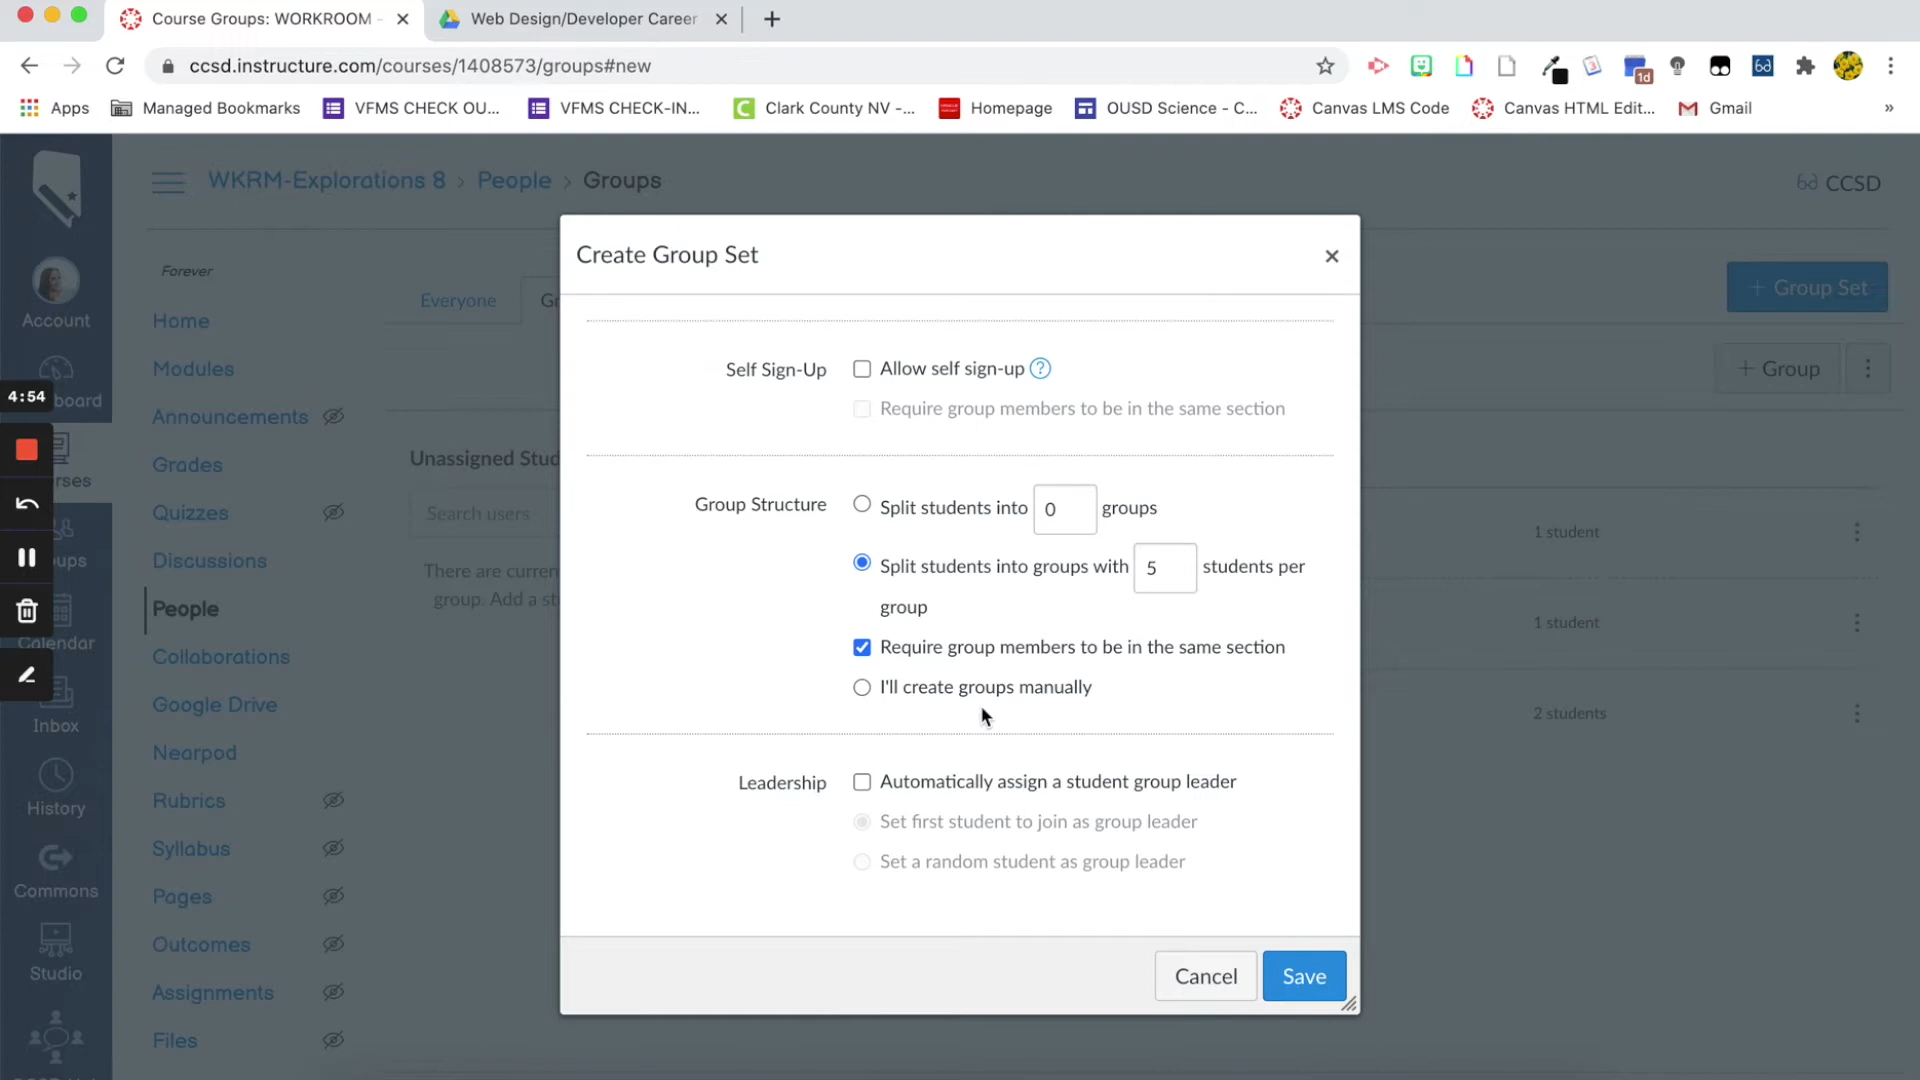 Course Groups: WORKROOM -
Web Design/Developer Career
ccsd.instructure.com/courses/1408573/groups#new
1d
Apps
Managed Bookmarks
VFMS CHECK OU...
VFMS CHECK-IN...
Clark County NV -...
Homepage
OUSD Science - C...
Canvas LMS Code
Canvas HTML Edit...
Gmail
»
WKRM-Explorations 8 > People > Groups
CCSD
Forever
Everyone
Gr
+ Group Set
+ Group
Account
4:54
board
rses
ups
Calendar
Inbox
History
Commons
Studio
Home
Modules
Announcements
Grades
Quizzes
Discussions
People
Collaborations
Google Drive
Nearpod
Rubrics
Syllabus
Pages
Outcomes
Assignments
Files
Unassigned Stud
Search users
There are curren
group. Add a st
1 student
1 student
2 students
Create Group Set
Self Sign-Up
Allow self sign-up ?
Require group members to be in the same section
Group Structure
Split students into 0 groups
Split students into groups with 5 students per
group
Require group members to be in the same section
I'll create groups manually
Leadership
Automatically assign a student group leader
Set first student to join as group leader
Set a random student as group leader
Cancel
Save